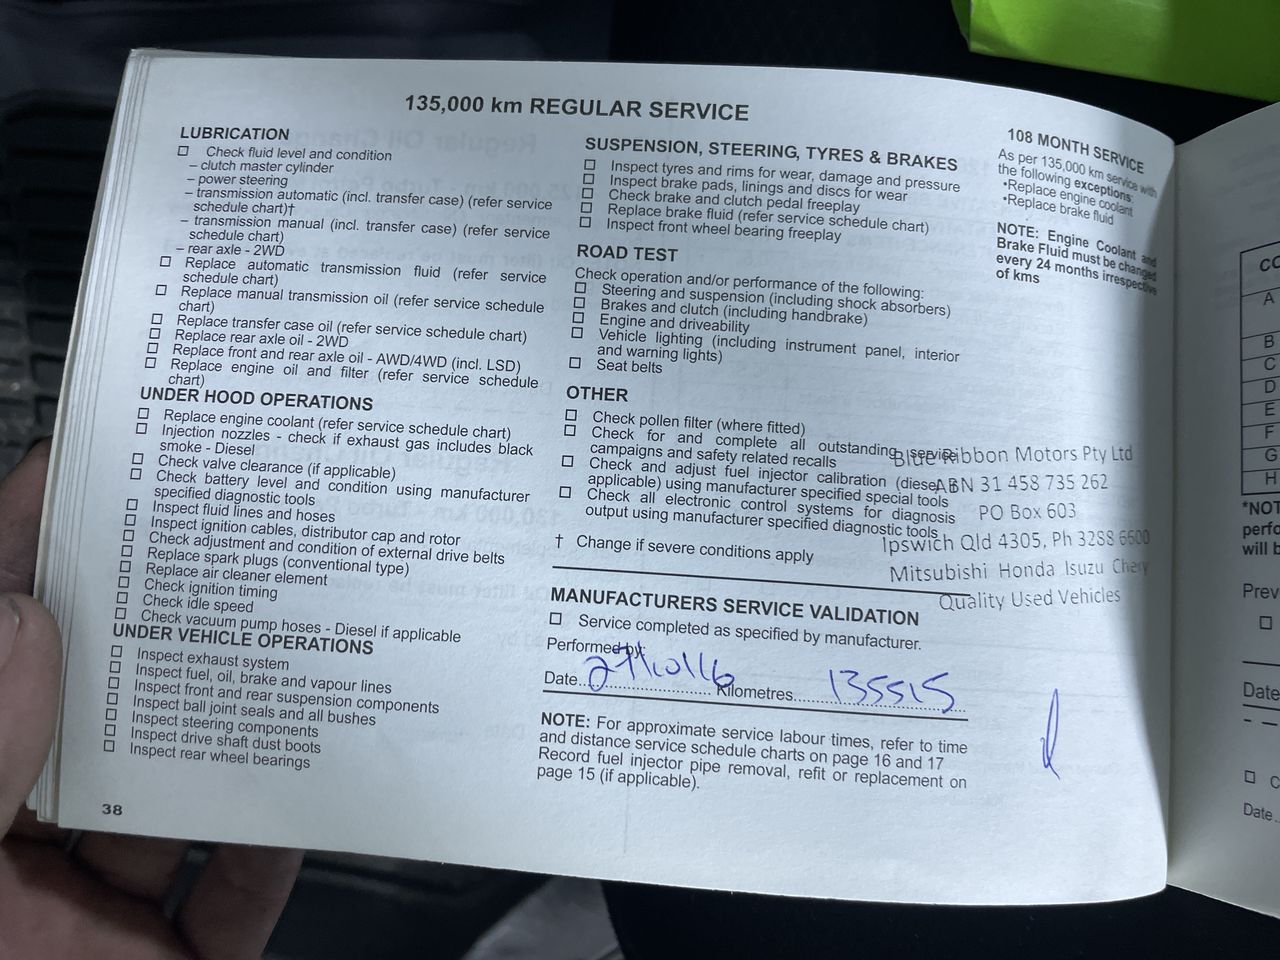 135,000 km REGULAR SERVICE
LUBRICATION
Check fluid level and condition
– clutch master cylinder
– power steering
– transmission automatic (incl. transfer case) (refer service
schedule chart)†
– transmission manual (incl. transfer case) (refer service
schedule chart)
– rear axle - 2WD
Replace automatic transmission fluid (refer service
schedule chart)
Replace manual transmission oil (refer service schedule
chart)
Replace transfer case oil (refer service schedule chart)
Replace rear axle oil - 2WD
Replace front and rear axle oil - AWD/4WD (incl. LSD)
Replace engine oil and filter (refer service schedule
chart)
UNDER HOOD OPERATIONS
Replace engine coolant (refer service schedule chart)
Injection nozzles - check if exhaust gas includes black
smoke - Diesel
Check valve clearance (if applicable)
Check battery level and condition using manufacturer
specified diagnostic tools
Inspect fluid lines and hoses
Inspect ignition cables, distributor cap and rotor
Check adjustment and condition of external drive belts
Replace spark plugs (conventional type)
Replace air cleaner element
Check ignition timing
Check idle speed
Check vacuum pump hoses - Diesel if applicable
UNDER VEHICLE OPERATIONS
Inspect exhaust system
Inspect fuel, oil, brake and vapour lines
Inspect front and rear suspension components
Inspect ball joint seals and all bushes
Inspect steering components
Inspect drive shaft dust boots
Inspect rear wheel bearings
38
SUSPENSION, STEERING, TYRES & BRAKES
Inspect tyres and rims for wear, damage and pressure
Inspect brake pads, linings and discs for wear
Check brake and clutch pedal freeplay
Replace brake fluid (refer service schedule chart)
Inspect front wheel bearing freeplay
ROAD TEST
Check operation and/or performance of the following:
Steering and suspension (including shock absorbers)
Brakes and clutch (including handbrake)
Engine and driveability
Vehicle lighting (including instrument panel, interior
and warning lights)
Seat belts
OTHER
Check pollen filter (where fitted)
Check for and complete all outstanding service
campaigns and safety related recalls
Check and adjust fuel injector calibration (diesel, if
applicable) using manufacturer specified special tools
Check all electronic control systems for diagnosis
output using manufacturer specified diagnostic tools
† Change if severe conditions apply
MANUFACTURERS SERVICE VALIDATION
Service completed as specified by manufacturer.
Performed by:
Date 27/10/16 Kilometres 135515
NOTE: For approximate service labour times, refer to time
and distance service schedule charts on page 16 and 17
Record fuel injector pipe removal, refit or replacement on
page 15 (if applicable).
108 MONTH SERVICE
As per 135,000 km service with
the following exceptions:
•Replace engine coolant
•Replace brake fluid
NOTE: Engine Coolant and
Brake Fluid must be changed
every 24 months irrespective
of kms
Blue Ribbon Motors Pty Ltd
ABN 31 458 735 262
PO Box 603
Ipswich Qld 4305, Ph 3288 6600
Mitsubishi Honda Isuzu Chery
Quality Used Vehicles
A
B
C
D
E
F
G
H
*NOT
perfo
will b
Prev
Date
C
Date